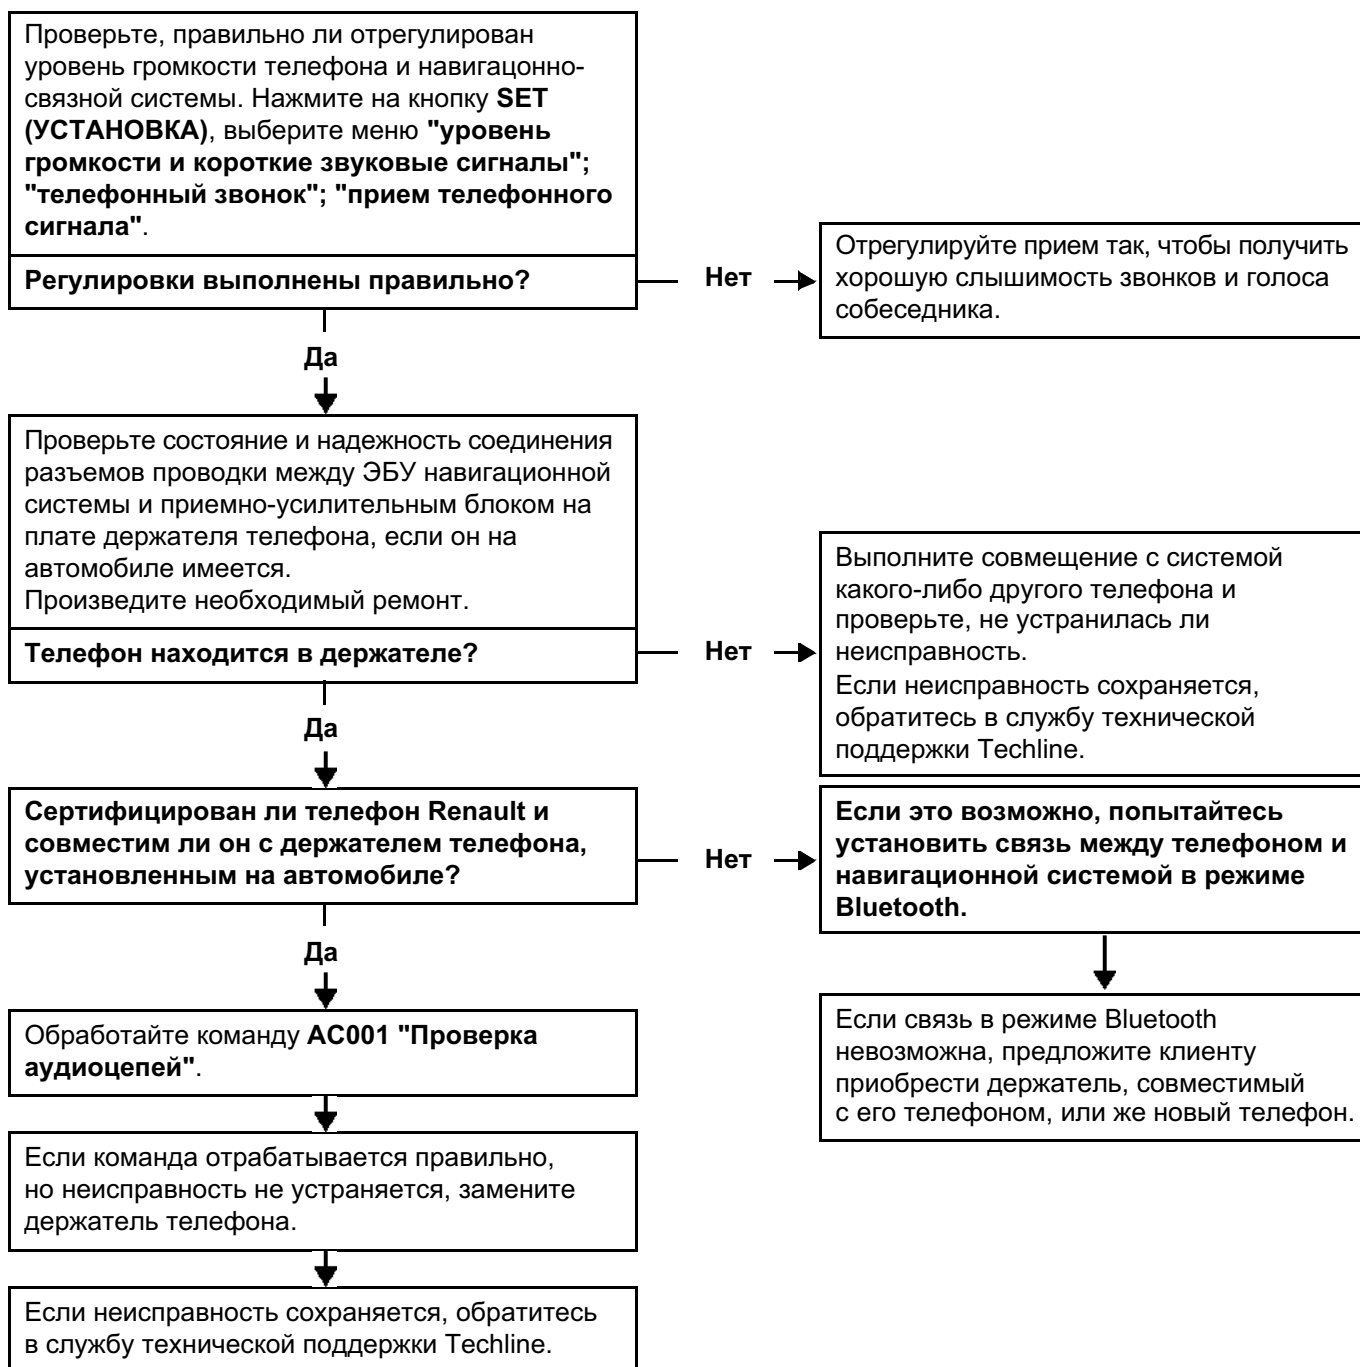 Проверьте, правильно ли отрегулирован
уровень громкости телефона и навигацонно-
связной системы. Нажмите на кнопку SET
(УСТАНОВКА), выберите меню "уровень
громкости и короткие звуковые сигналы";
"телефонный звонок"; "прием телефонного
сигнала".
Регулировки выполнены правильно?
Нет
Отрегулируйте прием так, чтобы получить
хорошую слышимость звонков и голоса
собеседника.
Да
Проверьте состояние и надежность соединения
разъемов проводки между ЭБУ навигационной
системы и приемно-усилительным блоком на
плате держателя телефона, если он на
автомобиле имеется.
Произведите необходимый ремонт.
Телефон находится в держателе?
Нет
Выполните совмещение с системой
какого-либо другого телефона и
проверьте, не устранилась ли
неисправность.
Если неисправность сохраняется,
обратитесь в службу технической
поддержки Techline.
Да
Сертифицирован ли телефон Renault и
совместим ли он с держателем телефона,
установленным на автомобиле?
Нет
Если это возможно, попытайтесь
установить связь между телефоном и
навигационной системой в режиме
Bluetooth.
Да
Если связь в режиме Bluetooth
невозможна, предложите клиенту
приобрести держатель, совместимый
с его телефоном, или же новый телефон.
Обработайте команду AC001 "Проверка
аудиоцепей".
Если команда отрабатывается правильно,
но неисправность не устраняется, замените
держатель телефона.
Если неисправность сохраняется, обратитесь
в службу технической поддержки Techline.